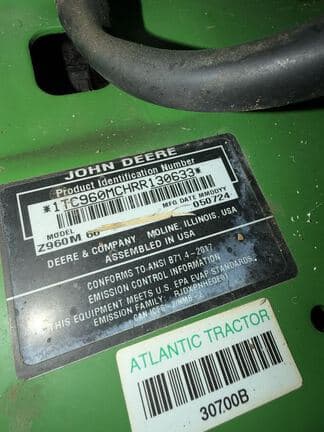 JOHN DEERE
Product Identification Number
*1TC960MCHRR130633*
MODEL MFG DATE MMDDYY
Z960M 60 050724
DEERE & COMPANY MOLINE, ILLINOIS, USA
ASSEMBLED IN USA
CONFORMS TO ANSI B71.4-2017
EMISSION CONTROL INFORMATION
THIS EQUIPMENT MEETS U.S. EPA EVAP STANDARDS.
EMISSION FAMILY:
ATLANTIC TRACTOR
30700B